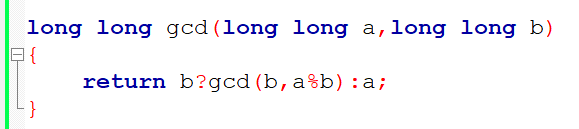 long long gcd(long long a,long long b)
{
    return b?gcd(b,a%b):a;
}